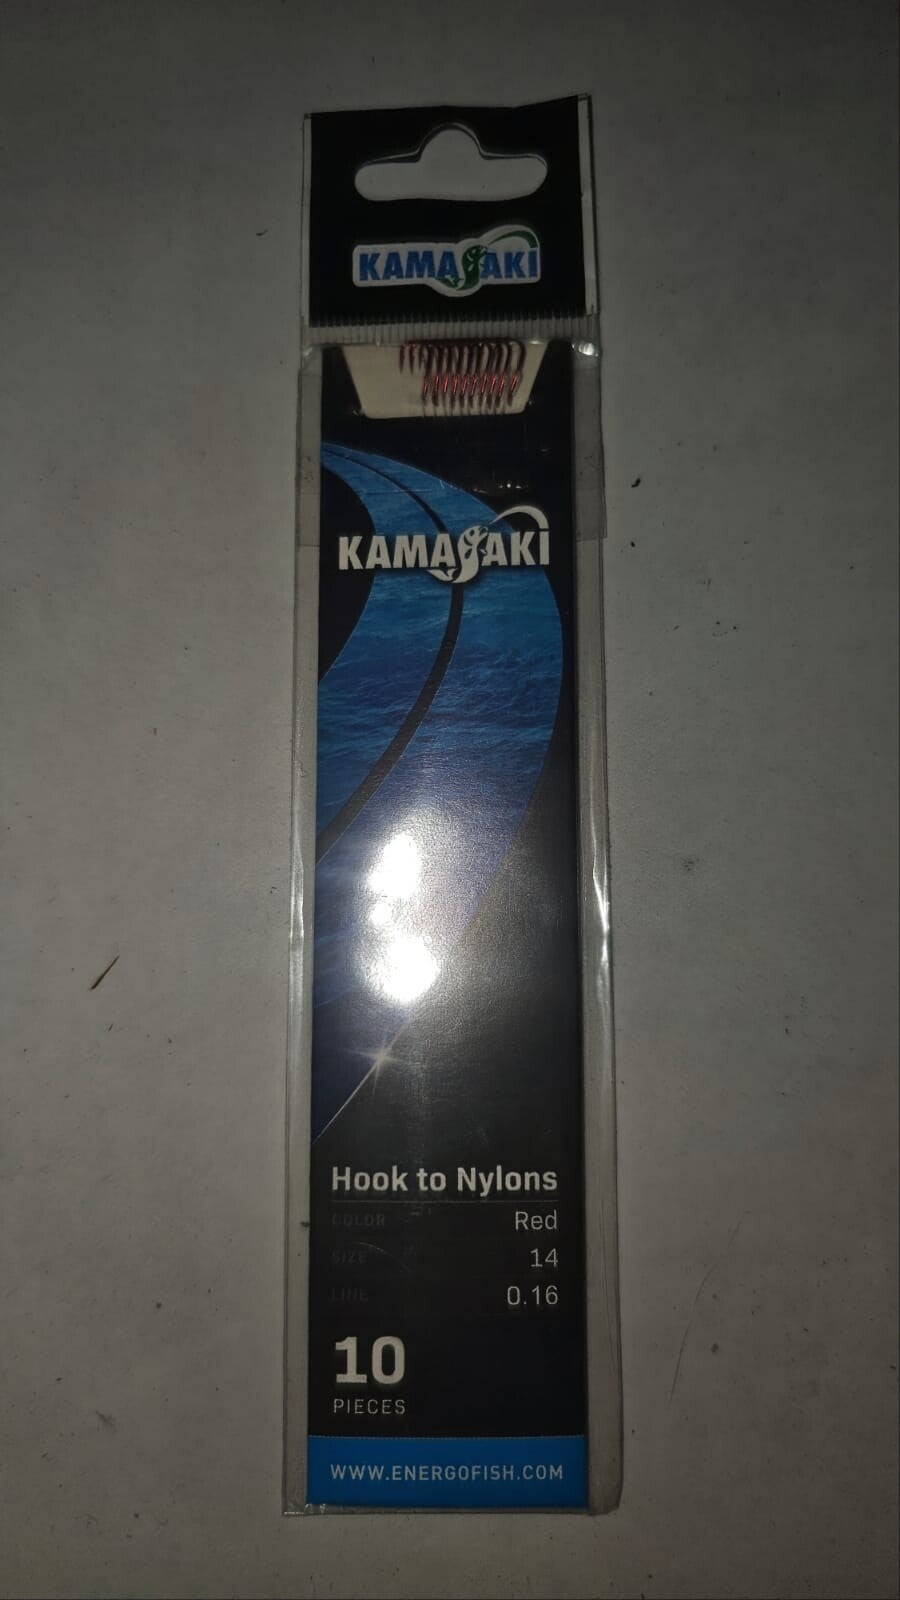 KAMASAKI
KAMASAKI
Hook to Nylons
COLOR Red
SIZE 14
LINE 0.16
10
PIECES
WWW.ENERGOFISH.COM